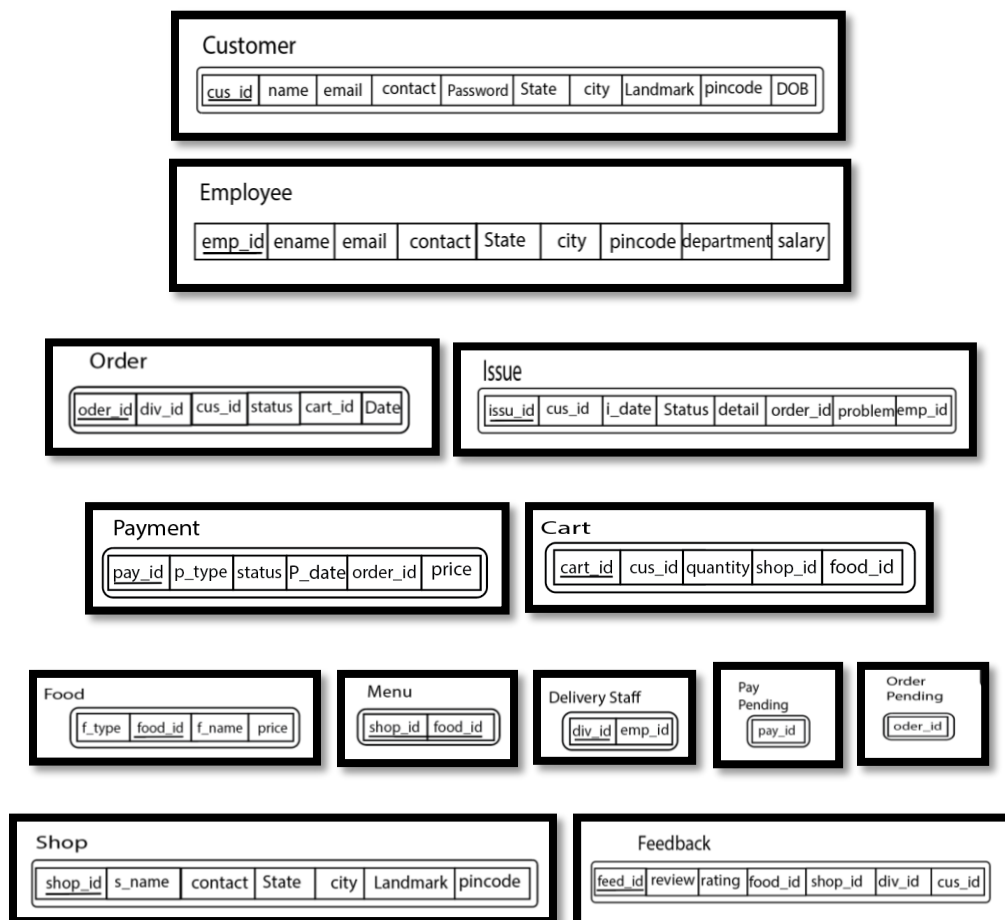 Customer
cus_id name email contact Password State city Landmark pincode DOB
Employee
emp_id ename email contact State city pincode department salary
Order
oder_id div_id cus_id status cart_id Date
Issue
issu_id cus_id i_date Status detail order_id problem emp_id
Payment
pay_id p_type status P_date order_id price
Cart
cart_id cus_id quantity shop_id food_id
Food
f_type food_id f_name price
Menu
shop_id food_id
Delivery Staff
div_id emp_id
Pay
Pending
pay_id
Order
Pending
oder_id
Shop
shop_id s_name contact State city Landmark pincode
Feedback
feed_id review rating food_id shop_id div_id cus_id